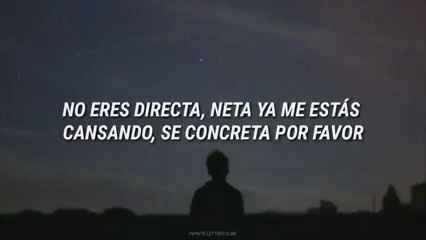 NO ERES DIRECTA, NETA YA ME ESTÁS
CANSANDO, SE CONCRETA POR FAVOR